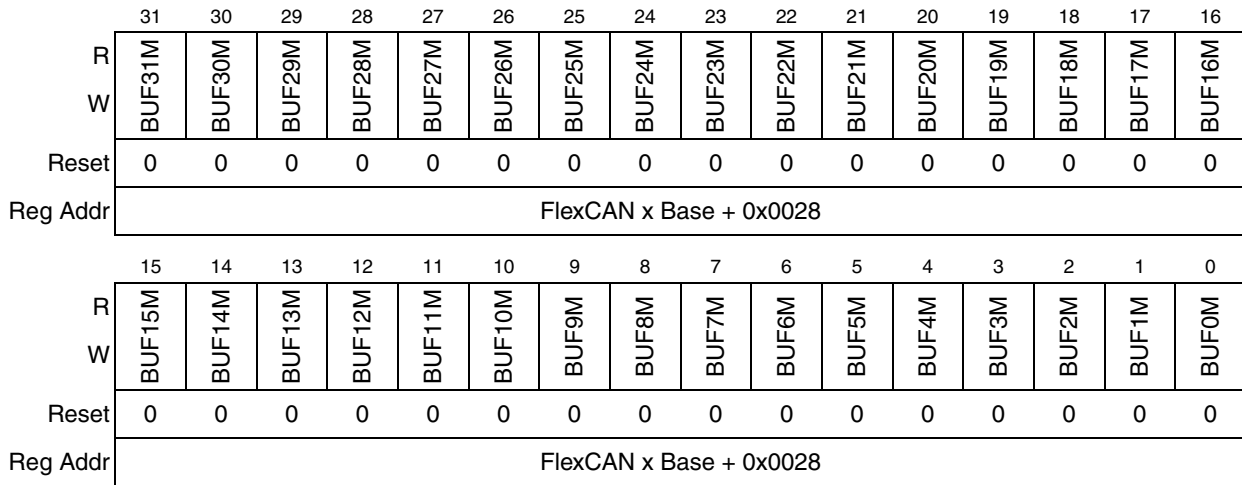 31 30 29 28 27 26 25 24 23 22 21 20 19 18 17 16
R
W
BUF31M BUF30M BUF29M BUF28M BUF27M BUF26M BUF25M BUF24M BUF23M BUF22M BUF21M BUF20M BUF19M BUF18M BUF17M BUF16M
Reset 0 0 0 0 0 0 0 0 0 0 0 0 0 0 0 0
Reg Addr FlexCAN x Base + 0x0028
15 14 13 12 11 10 9 8 7 6 5 4 3 2 1 0
R
W
BUF15M BUF14M BUF13M BUF12M BUF11M BUF10M BUF9M BUF8M BUF7M BUF6M BUF5M BUF4M BUF3M BUF2M BUF1M BUF0M
Reset 0 0 0 0 0 0 0 0 0 0 0 0 0 0 0 0
Reg Addr FlexCAN x Base + 0x0028